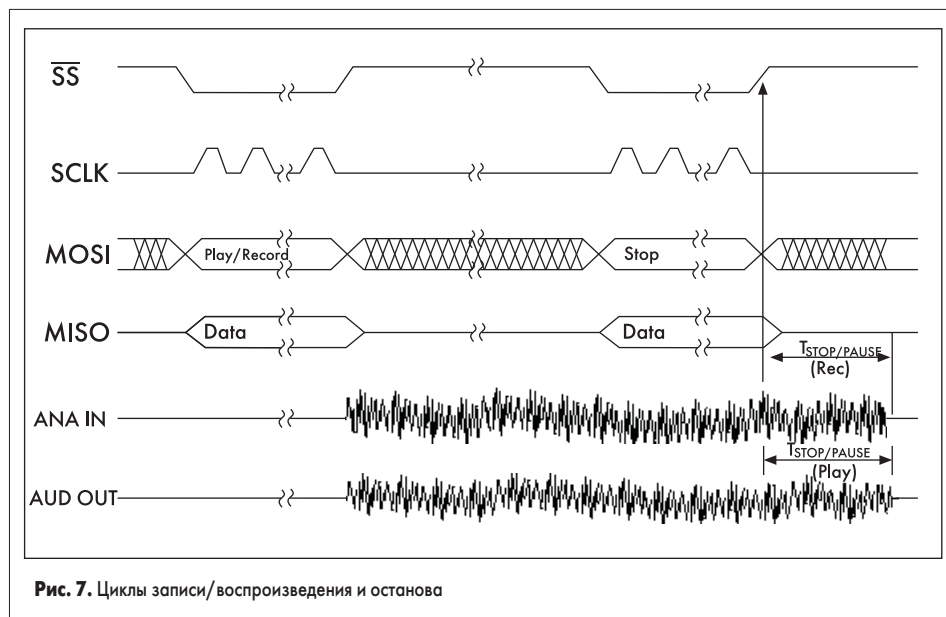 SS
SCLK
MOSI
Play/Record
Stop
MISO
Data
Data
TSTOP/PAUSE
(Rec)
ANA IN
TSTOP/PAUSE
(Play)
AUD OUT
Рис. 7. Циклы записи/воспроизведения и останова